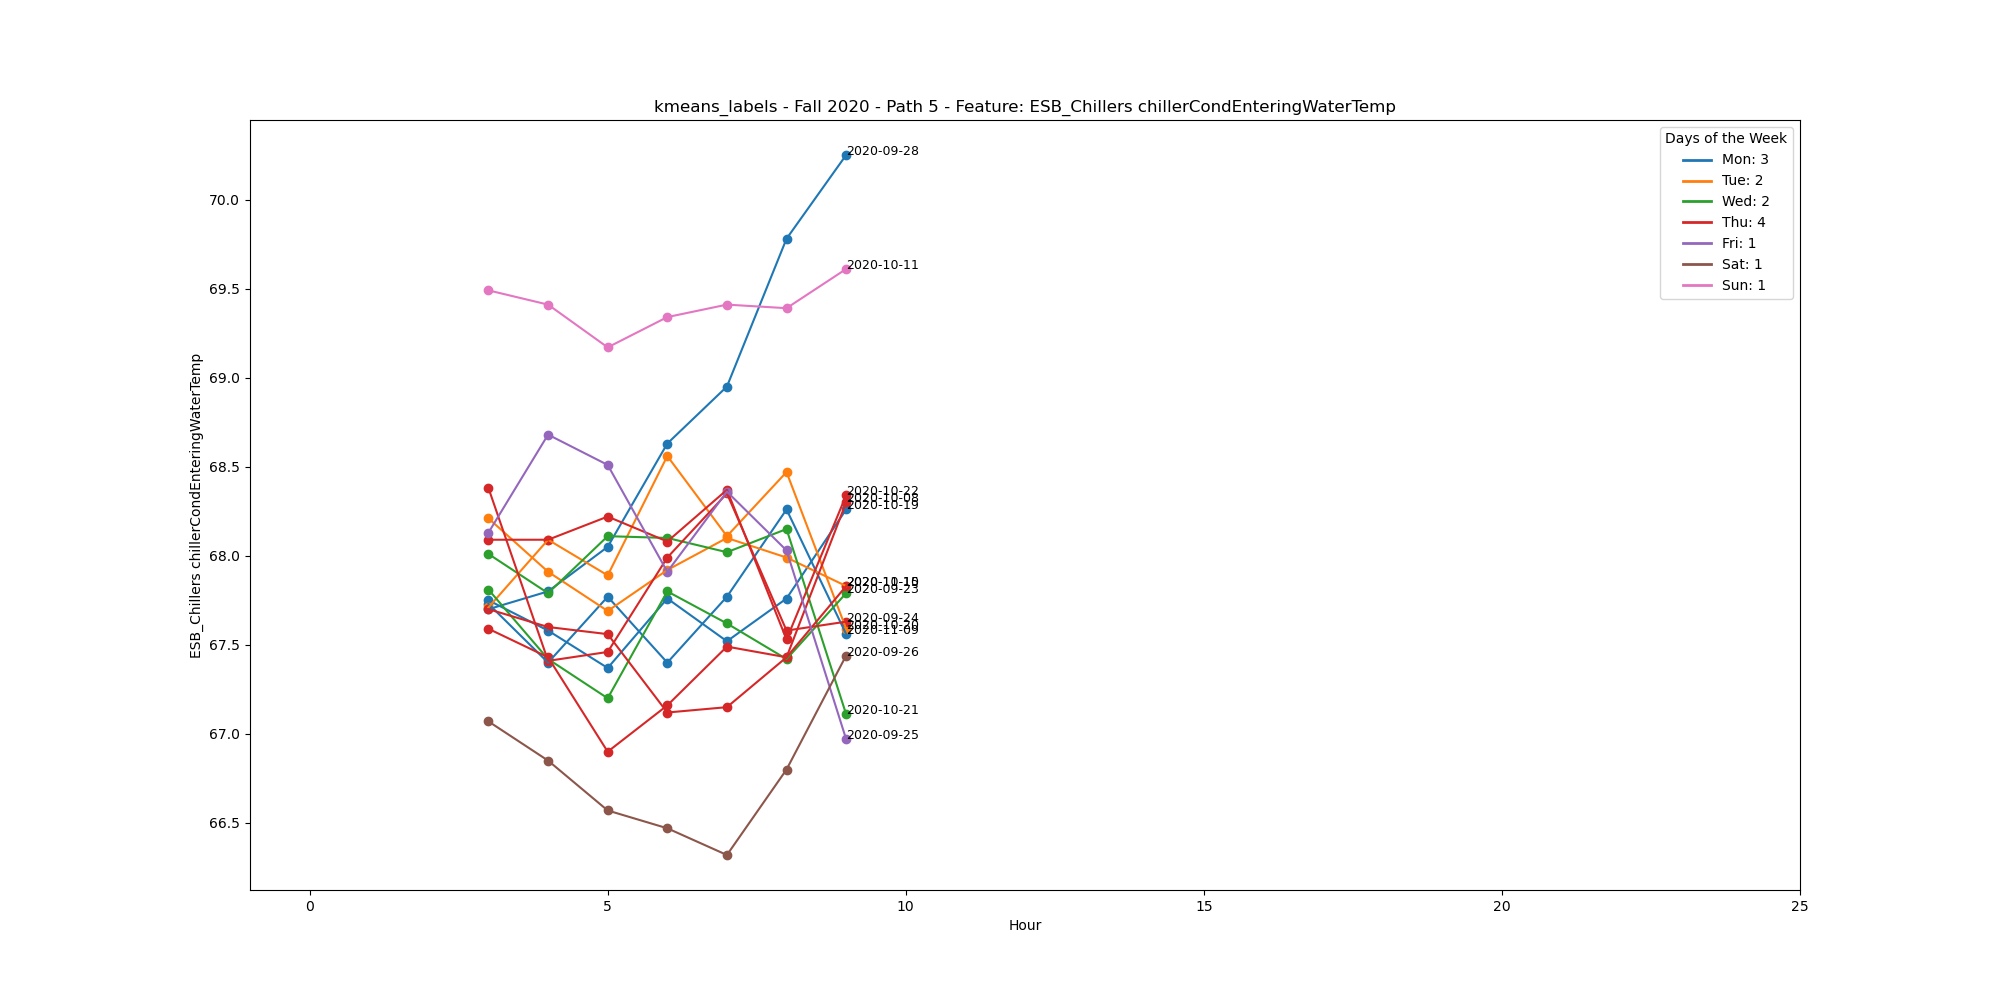 kmeans_labels - Fall 2020 - Path 5 - Feature: ESB_Chillers chillerCondEnteringWaterTemp
Days of the Week
Mon: 3
Tue: 2
Wed: 2
Thu: 4
Fri: 1
Sat: 1
Sun: 1
ESB_Chillers chillerCondEnteringWaterTemp
70.0
69.5
69.0
68.5
68.0
67.5
67.0
66.5
2020-09-28
2020-10-11
2020-10-22
2020-10-19
2020-09-23
2020-09-24
2020-11-09
2020-09-26
2020-10-21
2020-09-25
0
5
10
15
20
25
Hour